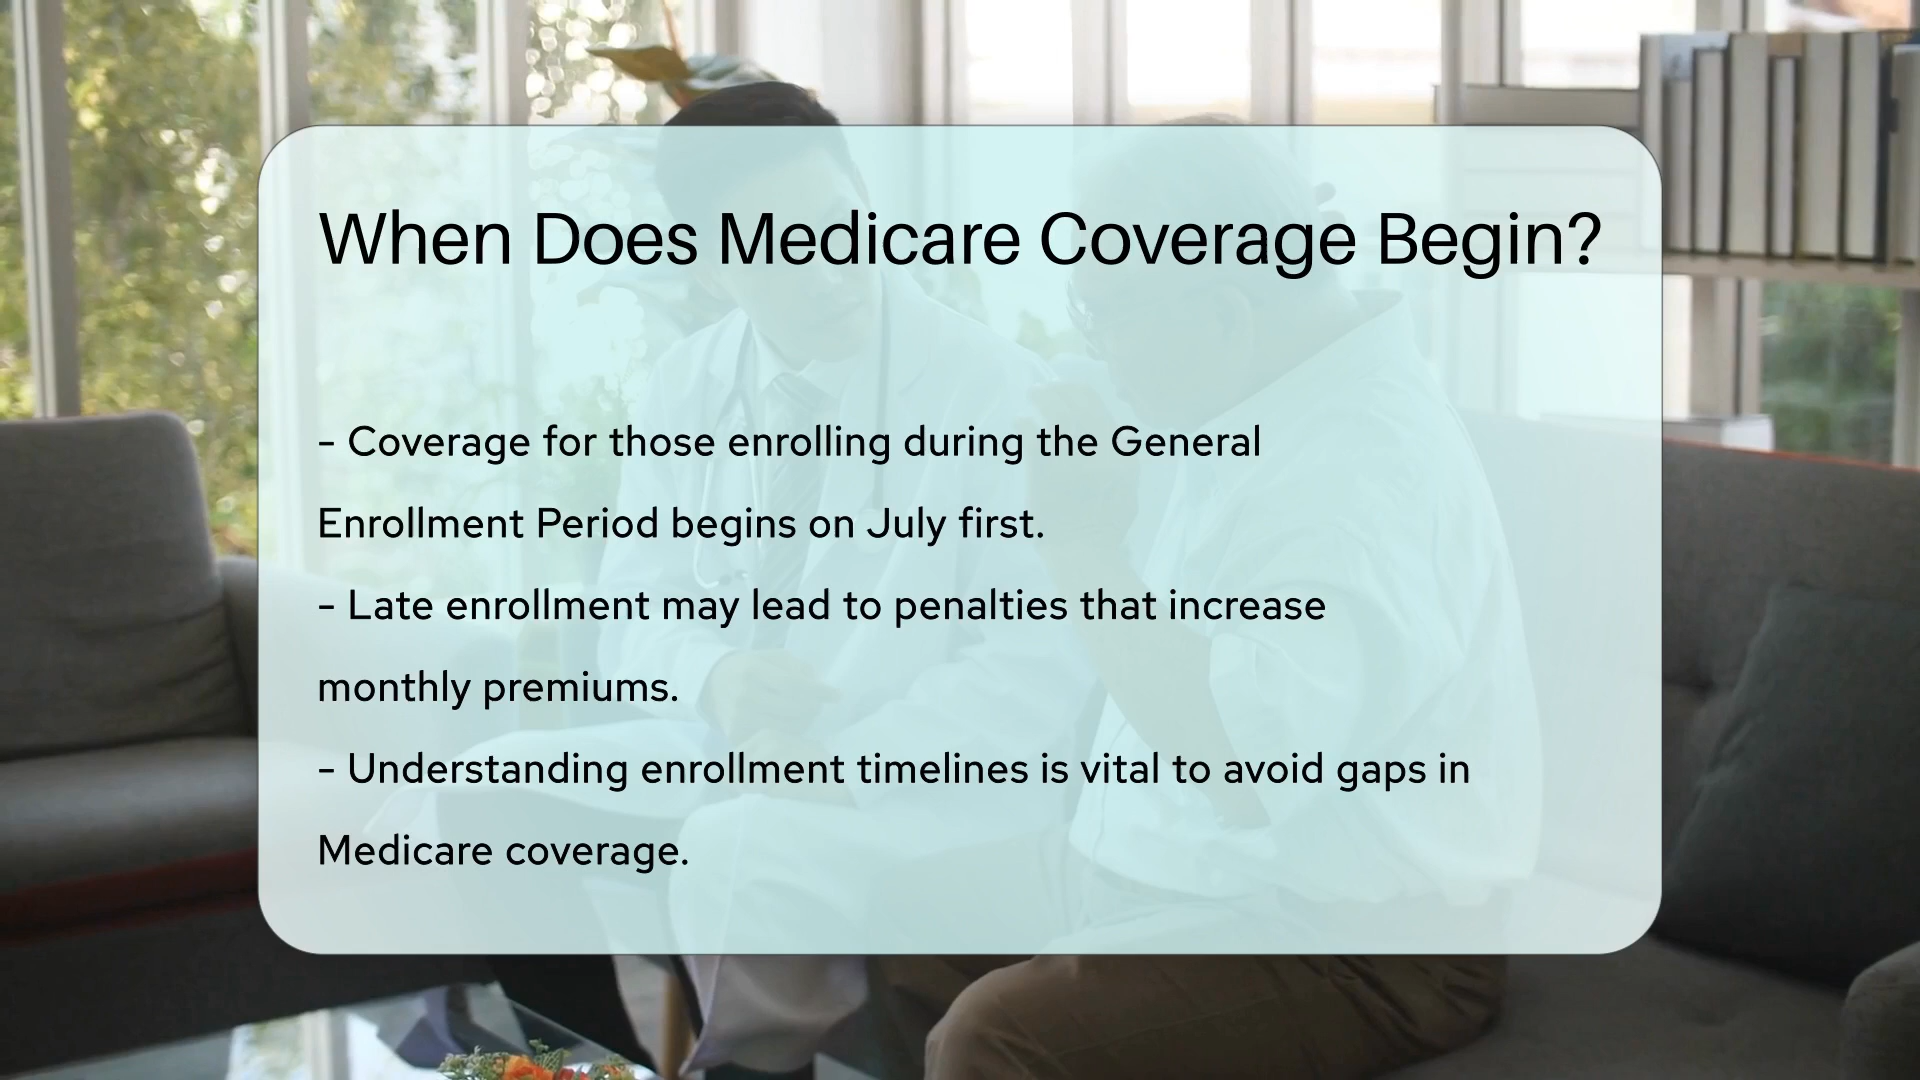 When Does Medicare Coverage Begin?
- Coverage for those enrolling during the General
Enrollment Period begins on July first.
- Late enrollment may lead to penalties that increase
monthly premiums.
- Understanding enrollment timelines is vital to avoid gaps in
Medicare coverage.